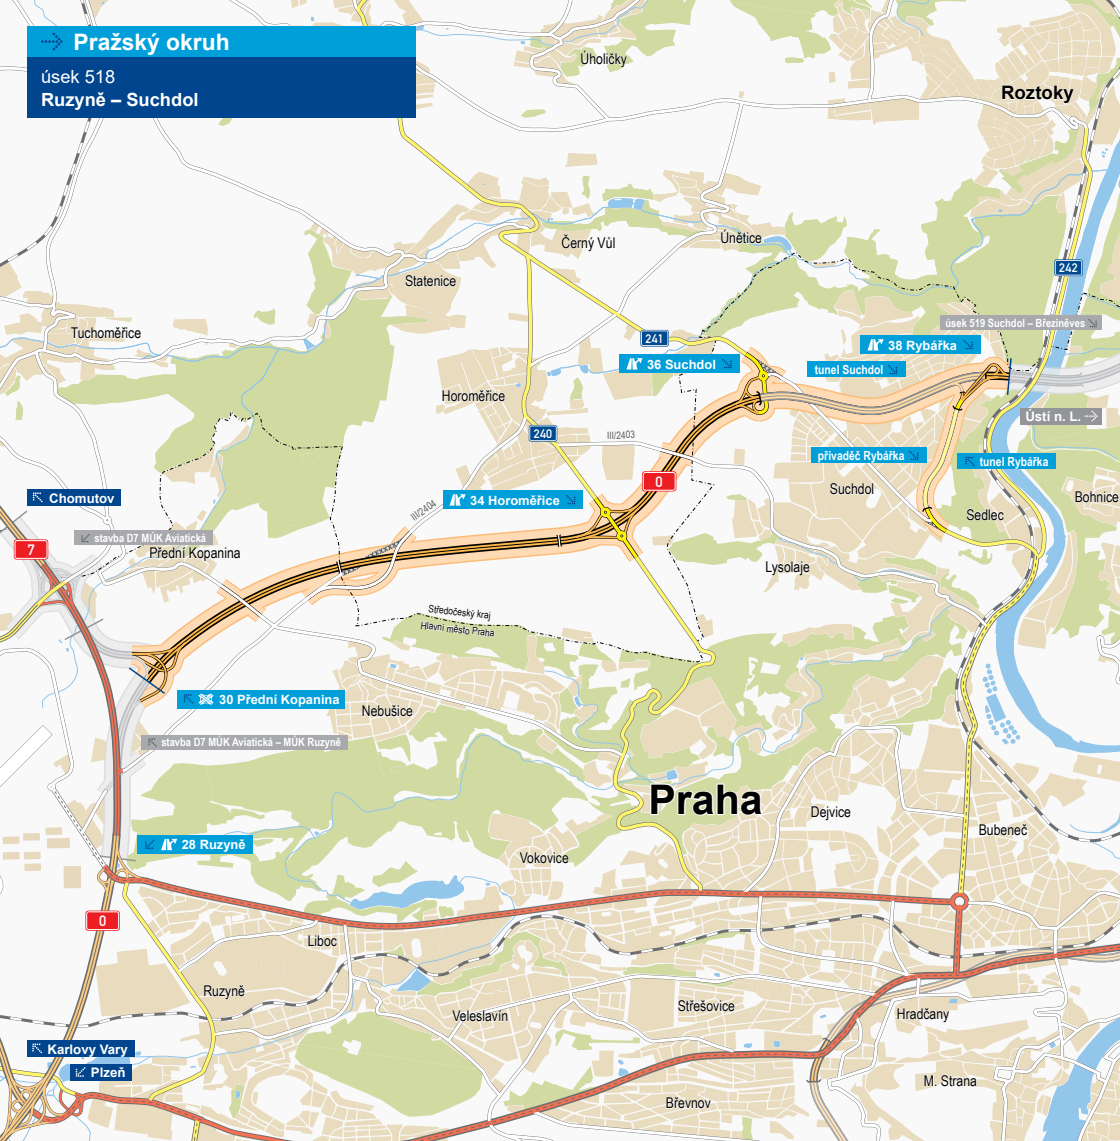 Pražský okruh
úsek 518
Ruzyně – Suchdol
Úholičky
Roztoky
Černý Vůl
Únětice
242
Statenice
úsek 519 Suchdol – Březiněves
Tuchoměřice
241
38 Rybářka
36 Suchdol
tunel Suchdol
Horoměřice
Ústí n. L.
240
III/2403
přivaděč Rybářka
tunel Rybářka
0
Suchdol
Chomutov
34 Horoměřice
Bohnice
III/2404
Sedlec
stavba D7 MÚK Aviatická
7
Přední Kopanina
Lysolaje
Středočeský kraj
Hlavní město Praha
30 Přední Kopanina
Nebušice
stavba D7 MÚK Aviatická – MÚK Ruzyně
Praha
Dejvice
Bubeneč
28 Ruzyně
Vokovice
0
Liboc
Ruzyně
Střešovice
Veleslavín
Hradčany
Karlovy Vary
Plzeň
M. Strana
Břevnov